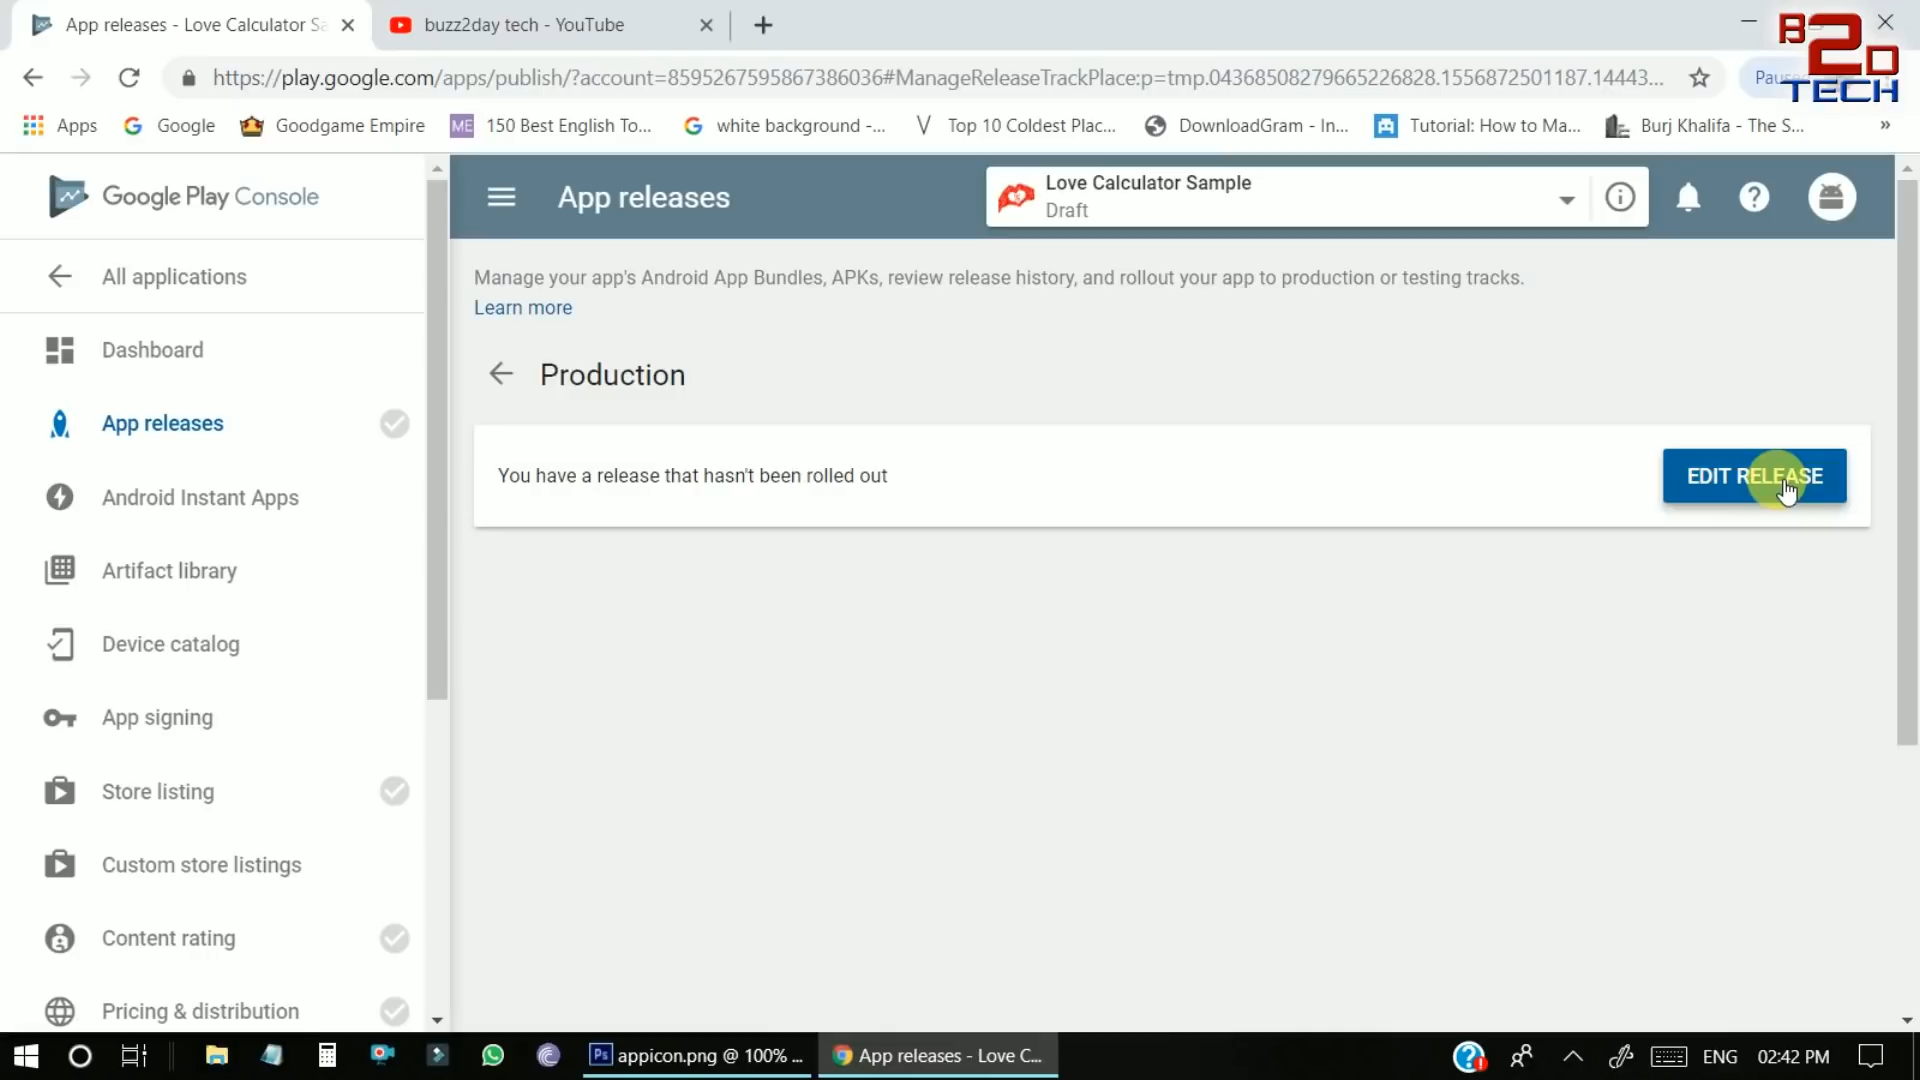 App releases - Love Calculator Sa
buzz2day tech - YouTube
B2D
TECH
https://play.google.com/apps/publish/?account=8595267595867386036#ManageReleaseTrackPlace:p=tmp.04368508279665226828.1556872501187.14443...
Apps
Google
Goodgame Empire
ME
150 Best English To...
white background -...
Top 10 Coldest Plac...
DownloadGram - In...
Tutorial: How to Ma...
Burj Khalifa - The S...
»
Google Play Console
App releases
Love Calculator Sample
Draft
All applications
Manage your app's Android App Bundles, APKs, review release history, and rollout your app to production or testing tracks.
Learn more
Dashboard
Production
App releases
You have a release that hasn't been rolled out
EDIT RELEASE
Android Instant Apps
Artifact library
Device catalog
App signing
Store listing
Custom store listings
Content rating
Pricing & distribution
Ps
appicon.png @ 100% ...
App releases - Love C...
ENG
02:42 PM